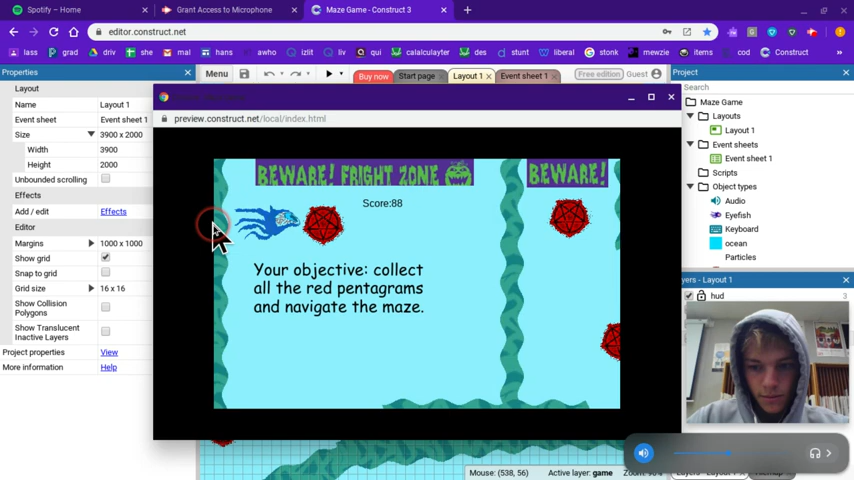 Spotify – Home
Grant Access to Microphone
Maze Game - Construct 3
editor.construct.net
lass
grad
driv
she
mal
hans
awho
izlit
liv
qui
calalculayter
des
stunt
liberal
stonk
mewzie
items
cod
Construct
Properties
Menu
Buy now
Start page
Layout 1
Event sheet 1
Free edition
Guest
Project
Layout
Name Layout 1
Event sheet Event sheet 1
Size 3900 x 2000
Width 3900
Height 2000
Unbounded scrolling
Effects
Add / edit Effects
Editor
Margins 1000 x 1000
Show grid
Snap to grid
Grid size 16 x 16
Show Collision
Polygons
Show Translucent
Inactive Layers
Project properties View
More information Help
preview.construct.net/local/index.html
BEWARE! FRIGHT ZONE
BEWARE!
Score:88
Your objective: collect
all the red pentagrams
and navigate the maze.
Search
Maze Game
Layouts
Layout 1
Event sheets
Event sheet 1
Scripts
Object types
Audio
Eyefish
Keyboard
ocean
Particles
ers - Layout 1
hud 3
Mouse: (538, 56) Active layer: game